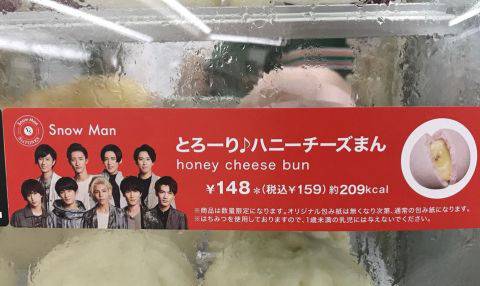 Snow Man
とろーり♪ハニーチーズまん
honey cheese bun
¥148*(税込¥159)約209kcal
※商品は数量限定になります。オリジナル包み紙は無くなり次第、通常の包み紙になります。
※はちみつを使用しておりますので、1歳未満の乳児には与えないでください。